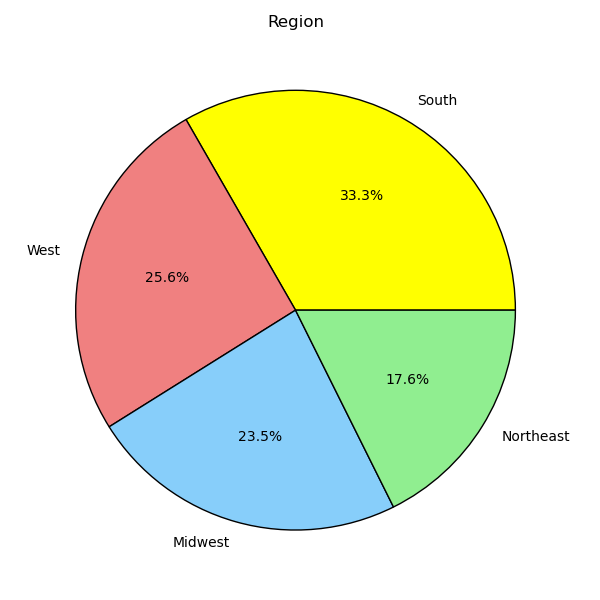 Region
South
33.3%
West
25.6%
17.6%
23.5%
Northeast
Midwest